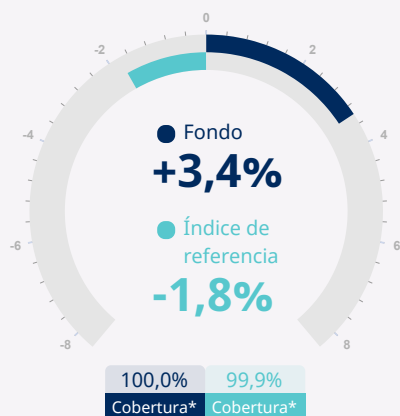 0
-2
2
-4
4
-6
6
-8
8
Fondo
+3,4%
Índice de
referencia
-1,8%
100,0%
99,9%
Cobertura*
Cobertura*